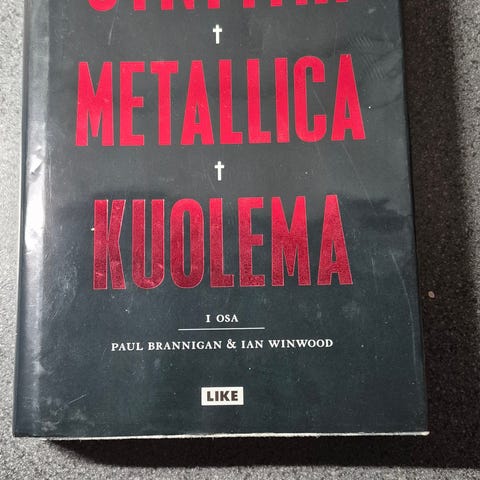 METALLICA
KUOLEMA
I OSA
PAUL BRANNIGAN & IAN WINWOOD
LIKE